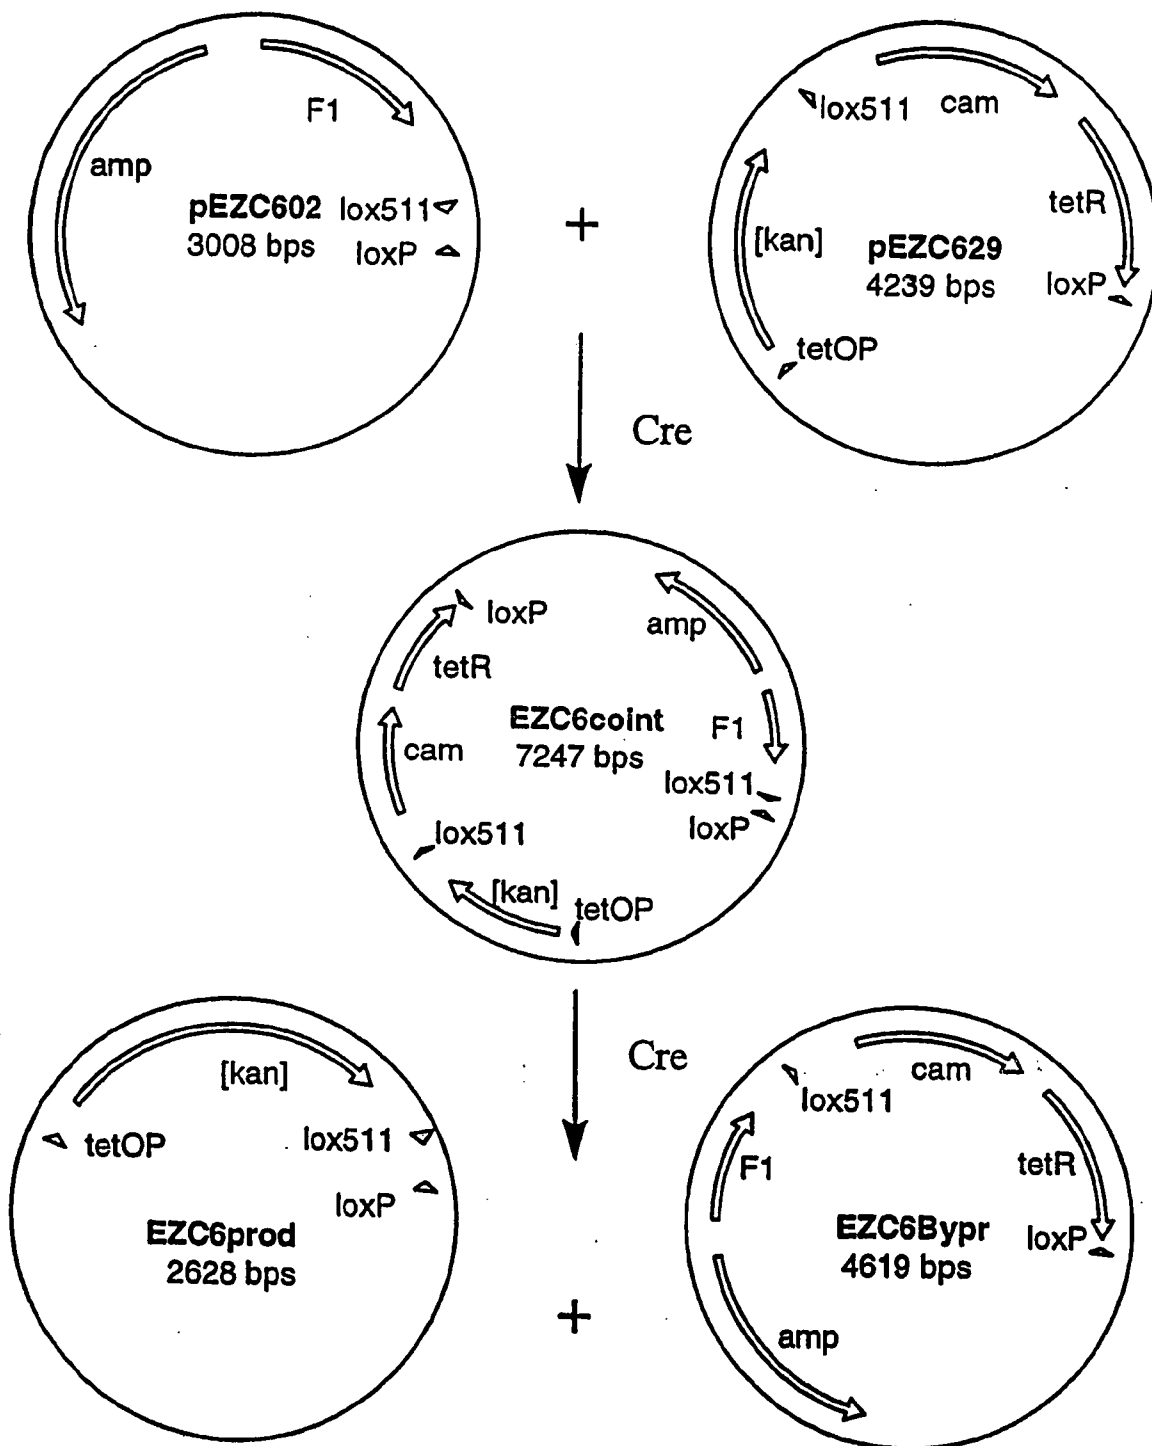 F1
amp
pEZC602
3008 bps
lox511
loxP
+
lox511
cam
tetR
[kan]
pEZC629
4239 bps
loxP
tetOP
Cre
loxP
amp
tetR
EZC6coint
7247 bps
F1
cam
lox511
loxP
lox511
[kan]
tetOP
Cre
[kan]
tetOP
lox511
loxP
EZC6prod
2628 bps
+
cam
lox511
F1
tetR
EZC6Bypr
4619 bps
loxP
amp